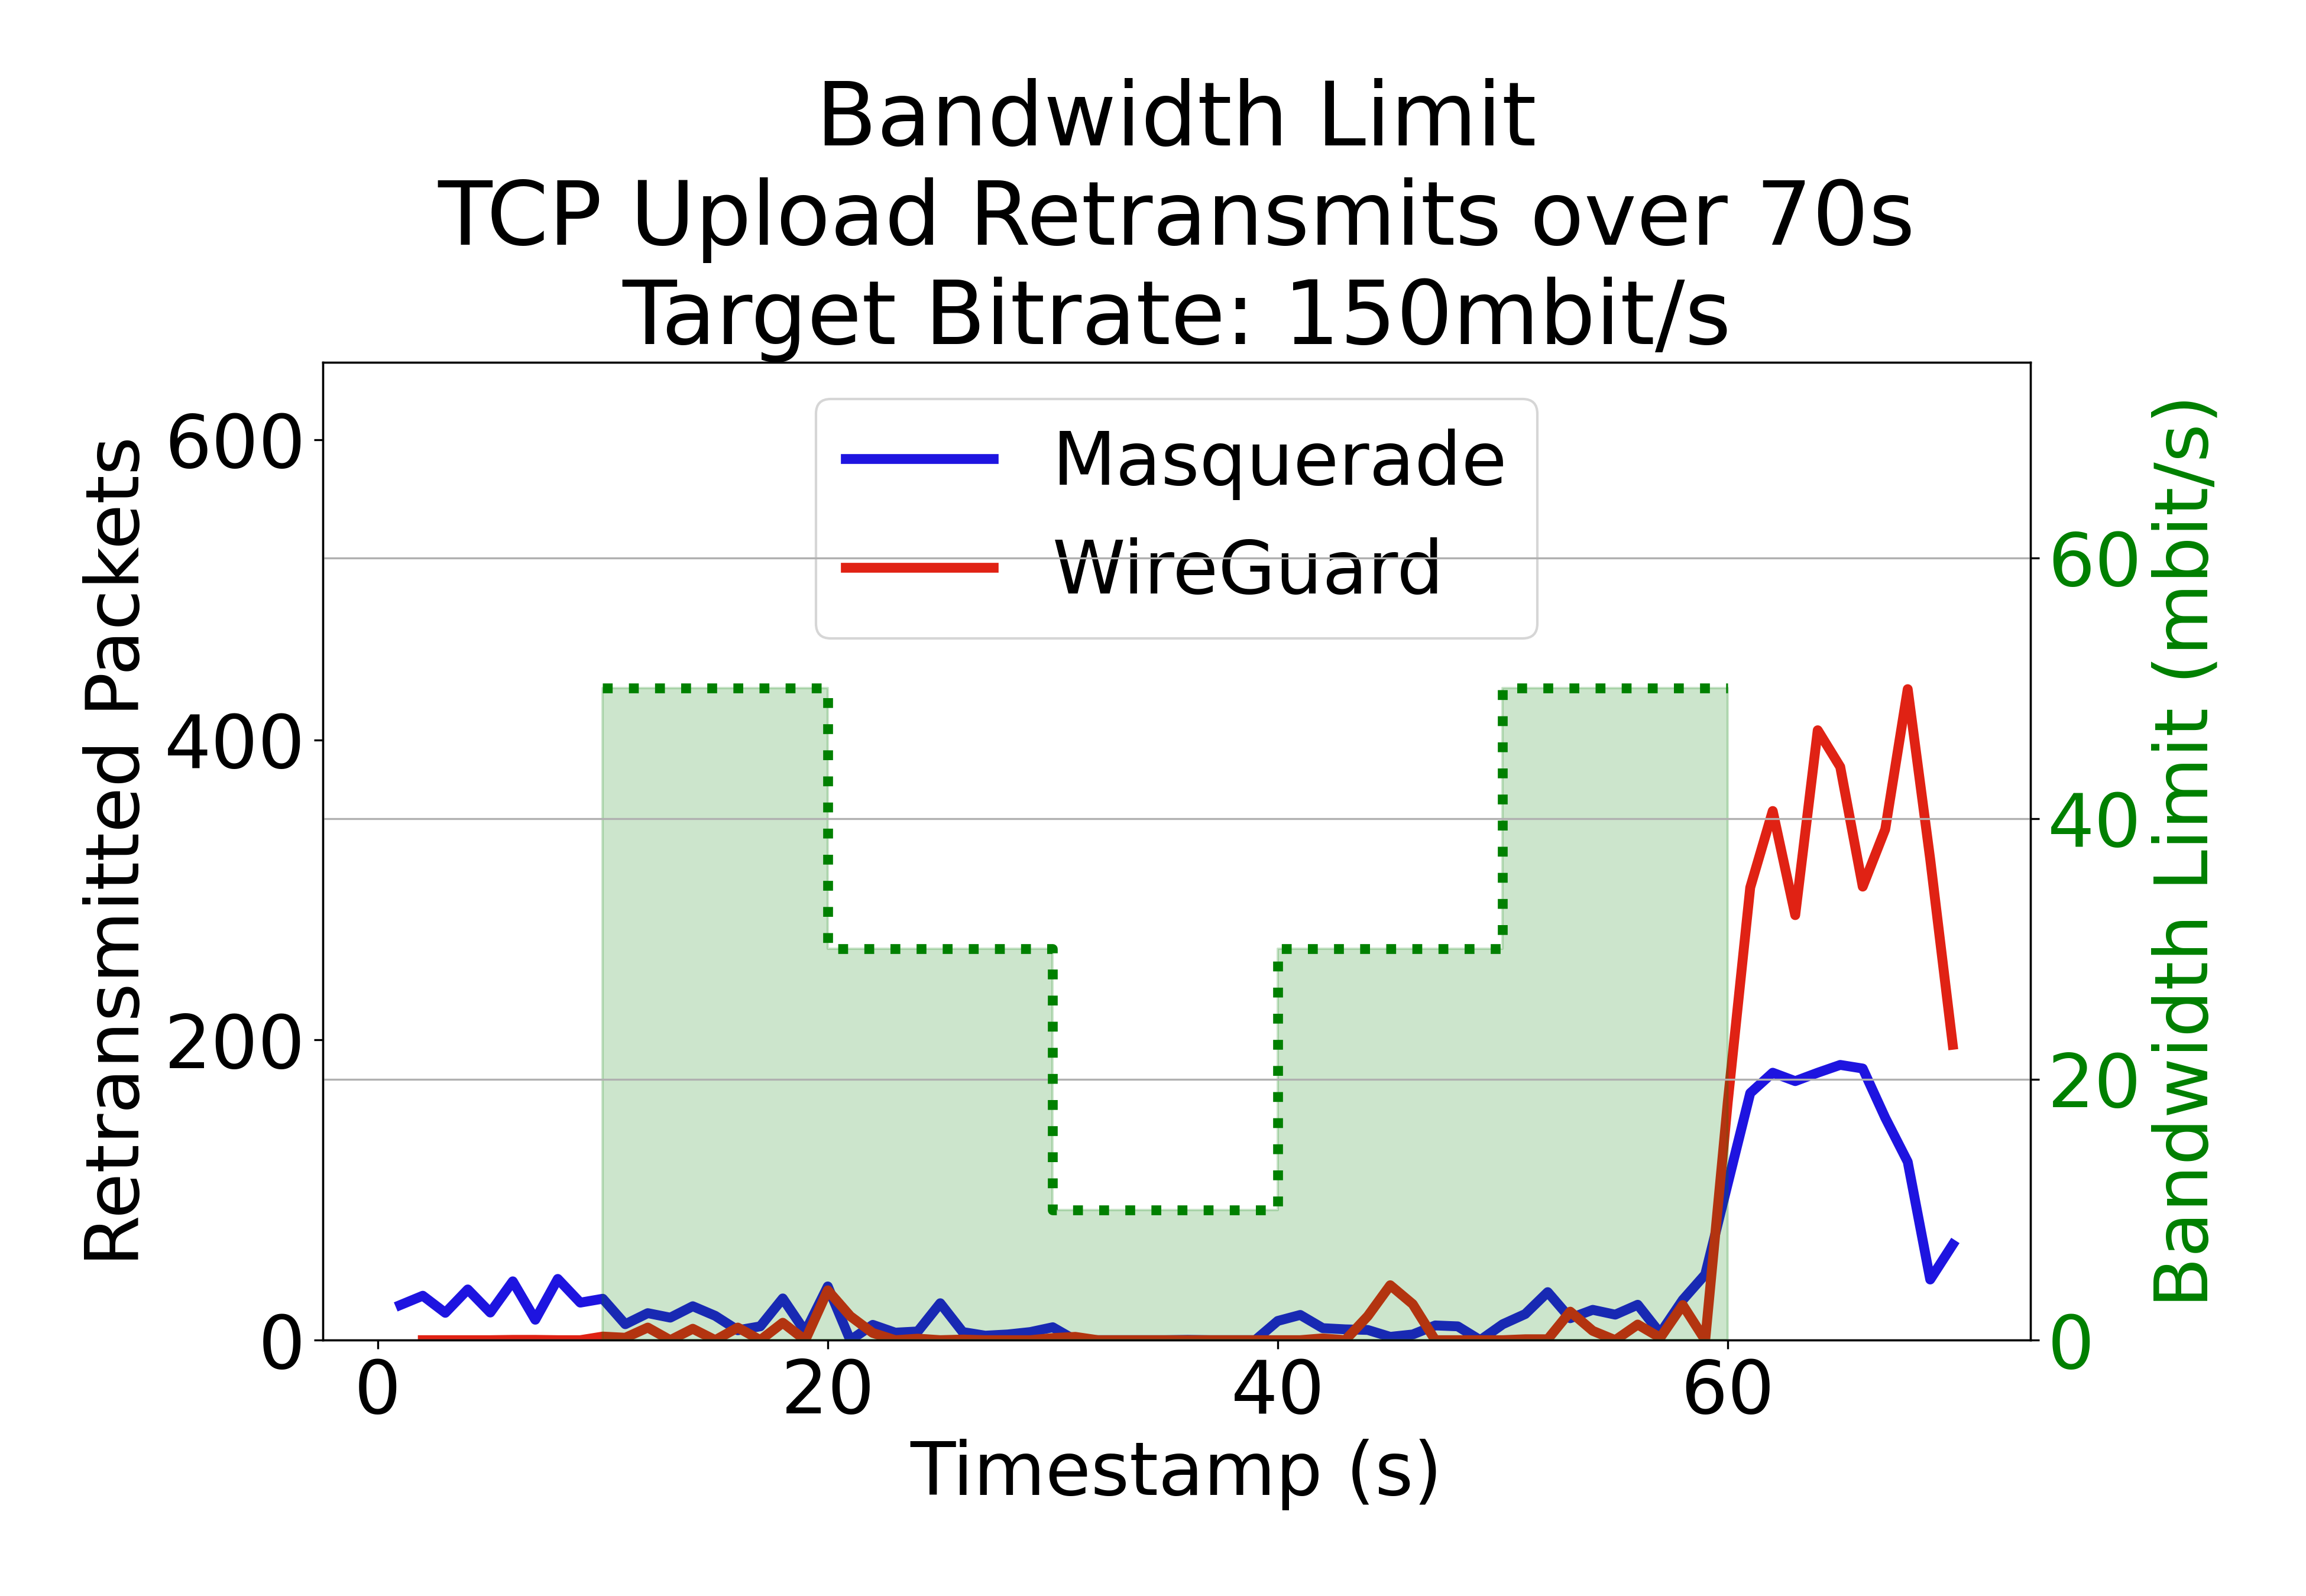 Bandwidth Limit
TCP Upload Retransmits over 70s
Target Bitrate: 150mbit/s
Masquerade
WireGuard
Retransmitted Packets
600
400
200
0
Bandwidth Limit (mbit/s)
60
40
20
0
0 20 40 60
Timestamp (s)